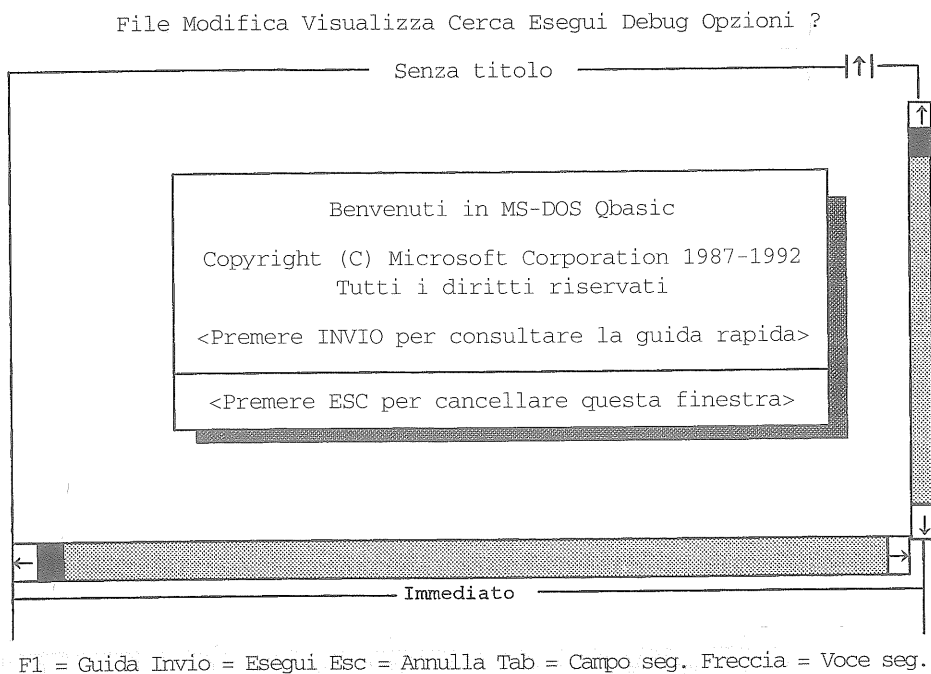 File Modifica Visualizza Cerca Esegui Debug Opzioni ?
Senza titolo
Benvenuti in MS-DOS Qbasic
Copyright (C) Microsoft Corporation 1987-1992
Tutti i diritti riservati
<Premere INVIO per consultare la guida rapida>
<Premere ESC per cancellare questa finestra>
Immediato
F1 = Guida Invio = Esegui Esc = Annulla Tab = Campo seg. Freccia = Voce seg.